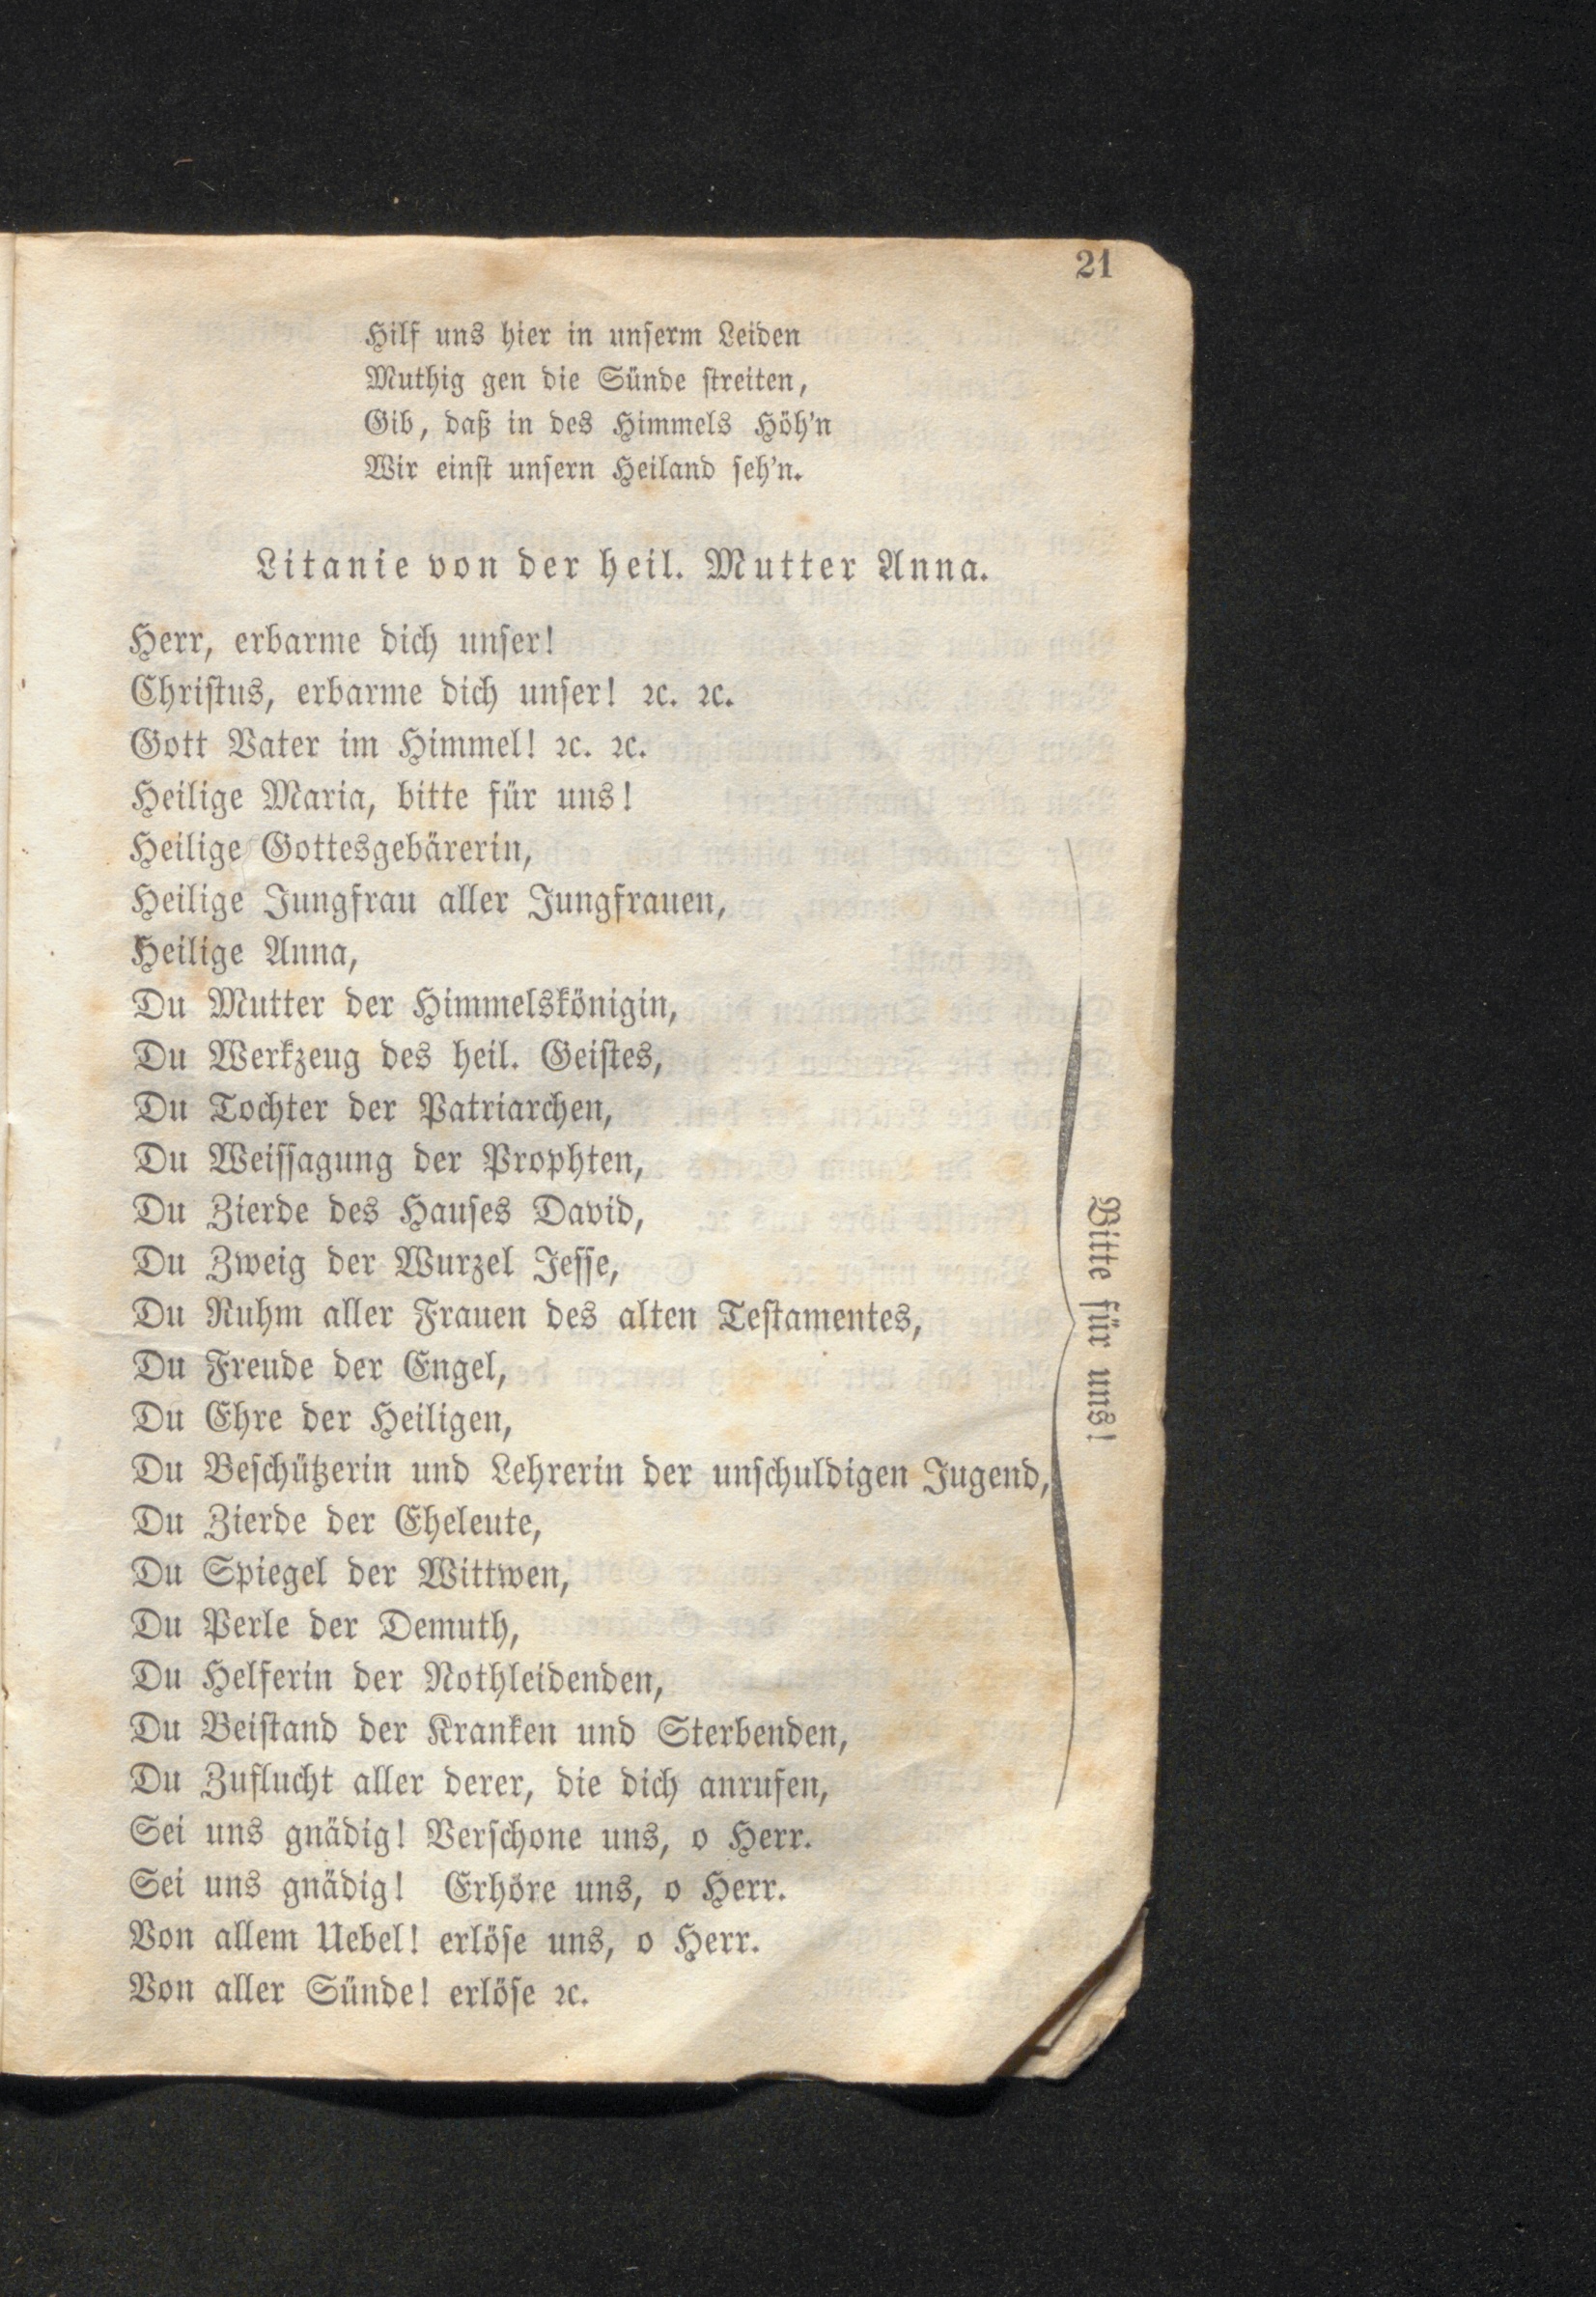 21
Hilf uns hier in unserm Leiden
Muthig gen die Sünde streiten,
Gib, daß in des Himmels Höh'n
Wir einst unsern Heiland seh'n.
Litanie von der heil. Mutter Anna.
Herr, erbarme dich unser!
Christus, erbarme dich unser! ꝛc. ꝛc.
Gott Vater im Himmel! ꝛc. ꝛc.
Heilige Maria, bitte für uns!
Heilige Gottesgebärerin,
Heilige Jungfrau aller Jungfrauen,
Heilige Anna,
Du Mutter der Himmelskönigin,
Du Werkzeug des heil. Geistes,
Du Tochter der Patriarchen,
Du Weissagung der Prophten,
Du Zierde des Hauses David,
Du Zweig der Wurzel Jesse,
Du Ruhm aller Frauen des alten Testamentes,
Du Freude der Engel,
Du Ehre der Heiligen,
Du Beschützerin und Lehrerin der unschuldigen Jugend,
Du Zierde der Eheleute,
Du Spiegel der Wittwen,
Du Perle der Demuth,
Du Helferin der Nothleidenden,
Du Beistand der Kranken und Sterbenden,
Du Zuflucht aller derer, die dich anrufen,
Bitte für uns!
Sei uns gnädig! Verschone uns, o Herr.
Sei uns gnädig! Erhöre uns, o Herr.
Von allem Uebel! erlöse uns, o Herr.
Von aller Sünde! erlöse ꝛc.